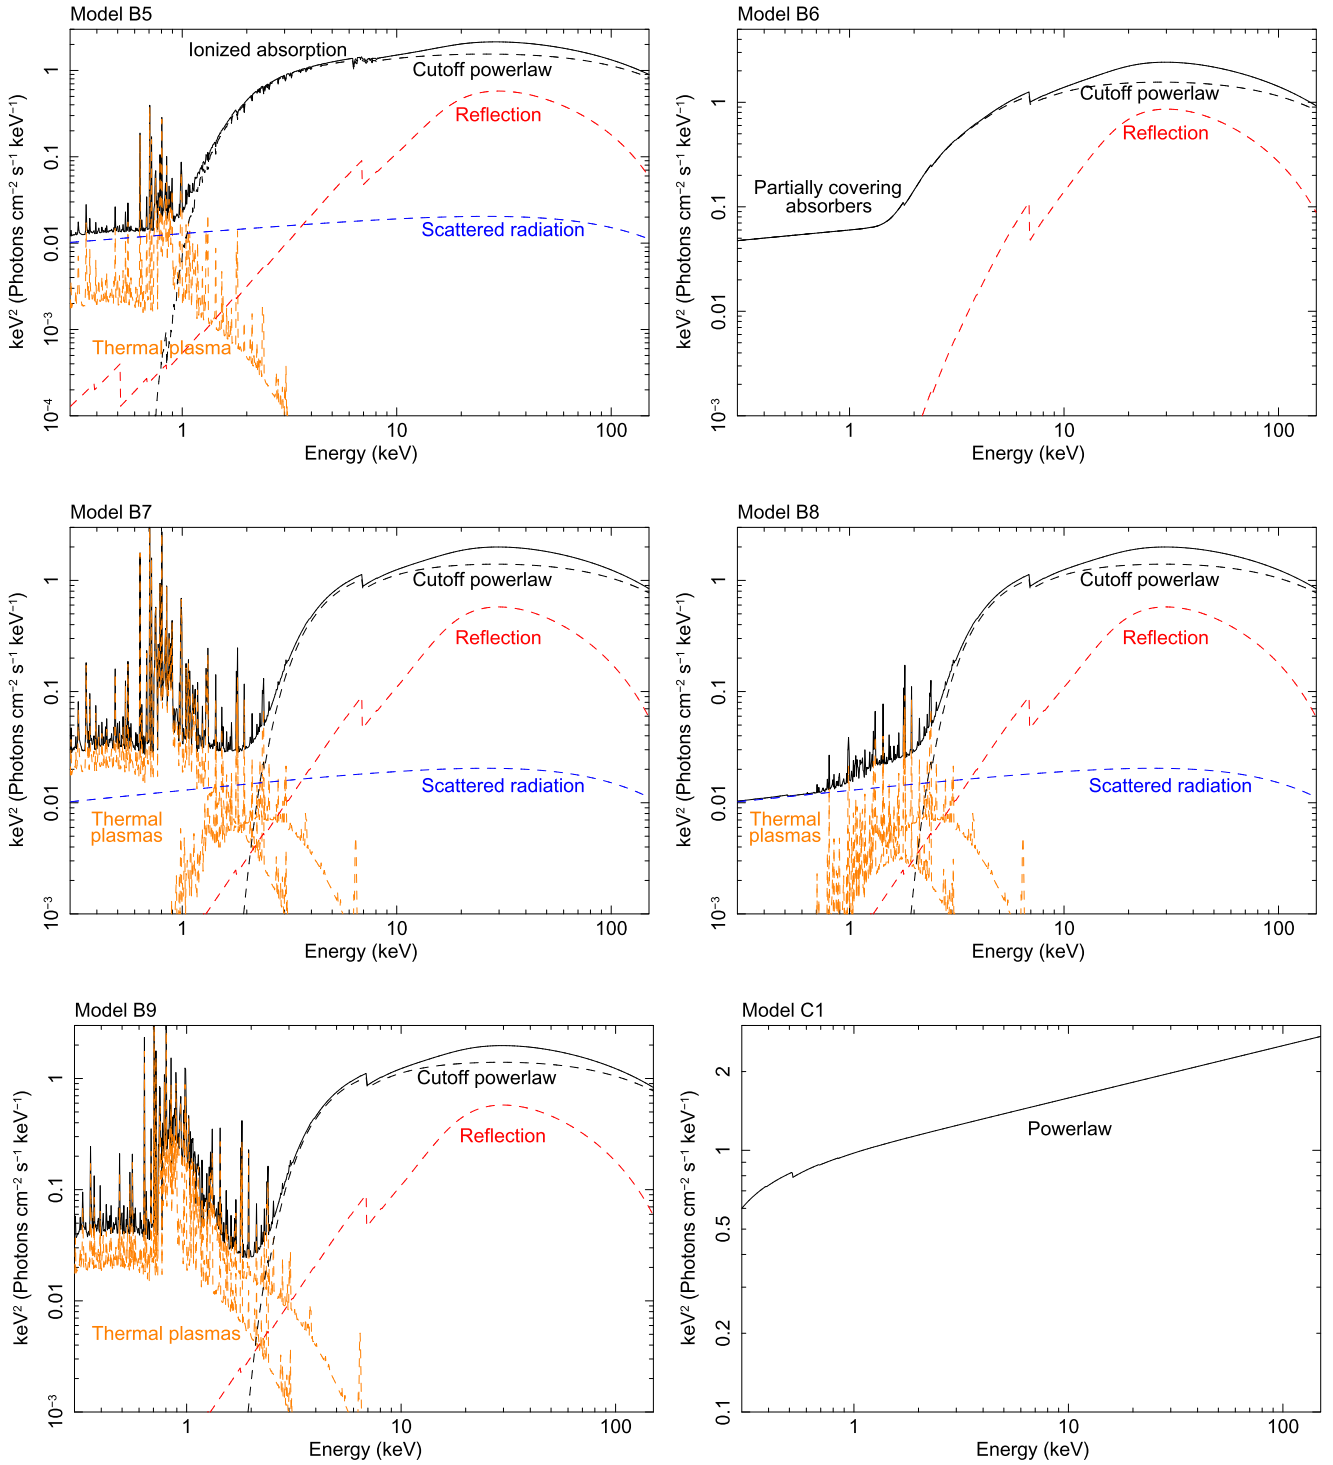 Model B5
keV² (Photons cm⁻² s⁻¹ keV⁻¹)
1
0.1
0.01
10⁻³
10⁻⁴
Ionized absorption
Cutoff powerlaw
Reflection
Scattered radiation
Thermal plasma
1 10 100
Energy (keV)
Model B6
keV² (Photons cm⁻² s⁻¹ keV⁻¹)
1
0.1
0.01
10⁻³
Cutoff powerlaw
Reflection
Partially covering
absorbers
1 10 100
Energy (keV)
Model B7
keV² (Photons cm⁻² s⁻¹ keV⁻¹)
1
0.1
0.01
10⁻³
Cutoff powerlaw
Reflection
Scattered radiation
Thermal
plasmas
1 10 100
Energy (keV)
Model B8
keV² (Photons cm⁻² s⁻¹ keV⁻¹)
1
0.1
0.01
10⁻³
Cutoff powerlaw
Reflection
Scattered radiation
Thermal
plasmas
1 10 100
Energy (keV)
Model B9
keV² (Photons cm⁻² s⁻¹ keV⁻¹)
1
0.1
0.01
10⁻³
Cutoff powerlaw
Reflection
Thermal plasmas
1 10 100
Energy (keV)
Model C1
keV² (Photons cm⁻² s⁻¹ keV⁻¹)
2
1
0.5
0.2
0.1
Powerlaw
1 10 100
Energy (keV)